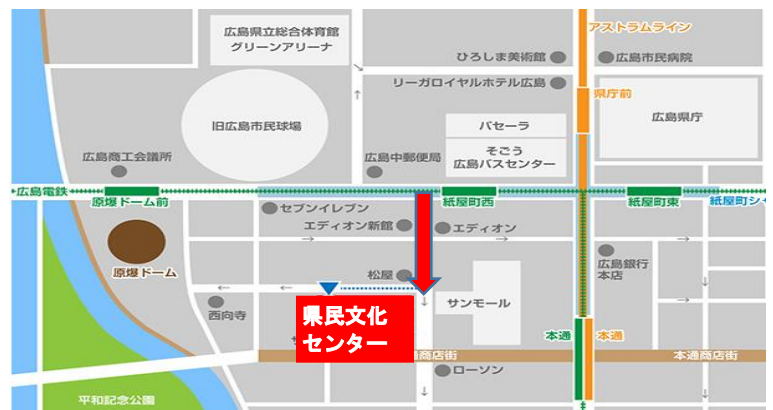 アストラムライン
広島県立総合体育館
グリーンアリーナ
ひろしま美術館
広島市民病院
リーガロイヤルホテル広島
県庁前
旧広島市民球場
パセーラ
広島県庁
広島商工会議所
広島中郵便局
そごう
広島バスセンター
広島電鉄
原爆ドーム前
紙屋町西
紙屋町東
紙屋町シャ
セブンイレブン
エディオン新館
エディオン
原爆ドーム
松屋
広島銀行
本店
西向寺
県民文化
センター
サンモール
サ
本通
本通
通商店街
本通商店街
ローソン
平和記念公園